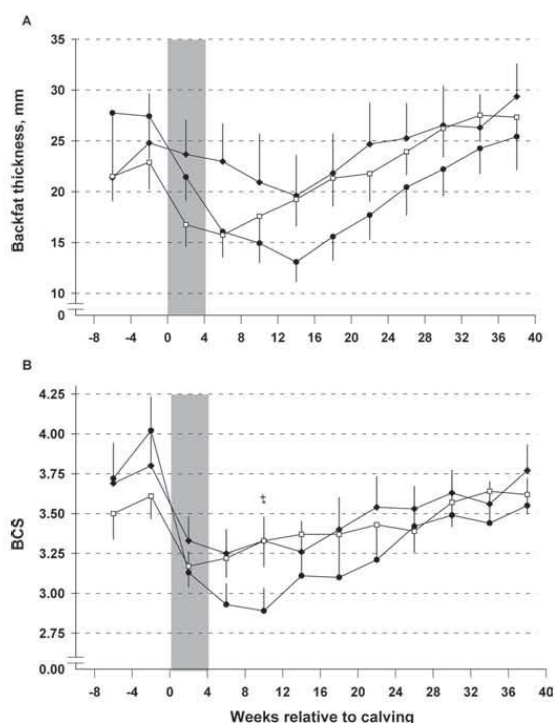 A
Backfat thickness, mm
35
30
25
20
15
10
0
-8 -4 0 4 8 12 16 20 24 28 32 36 40
B
BCS
4.25
4.00
3.75
3.50
3.25
3.00
2.75
0.00
‡
-8 -4 0 4 8 12 16 20 24 28 32 36 40
Weeks relative to calving